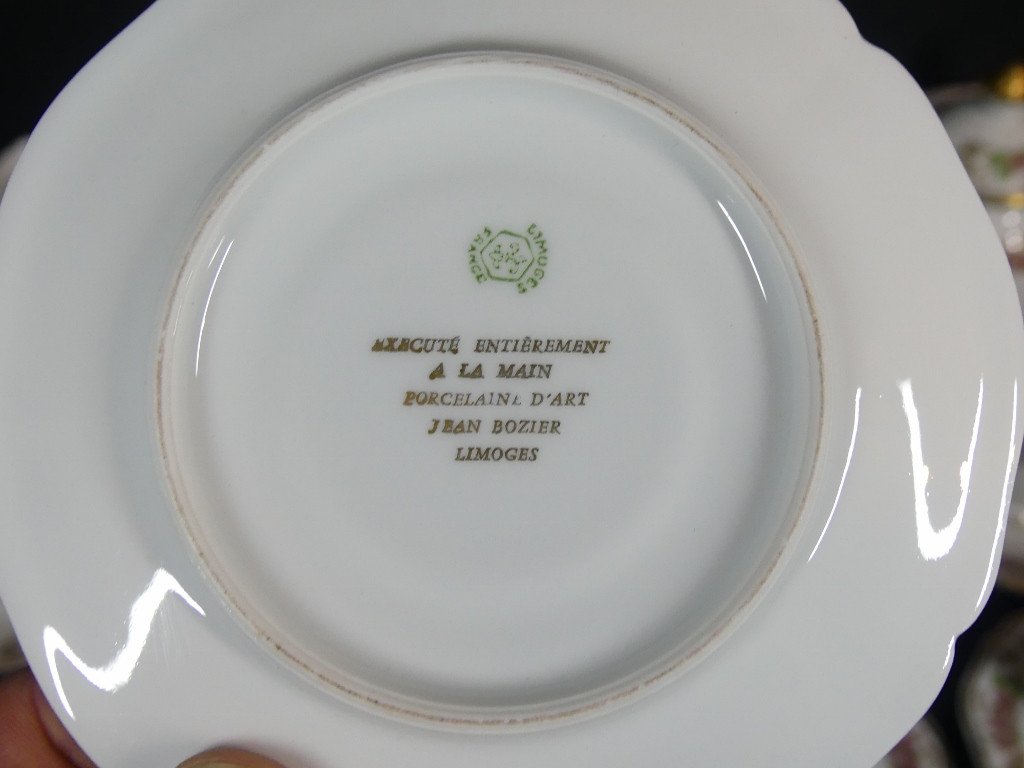 LIMOGES
FRANCE
EXECUTÉ ENTIÈREMENT
A LA MAIN
PORCELAINE D'ART
JEAN BOZIER
LIMOGES